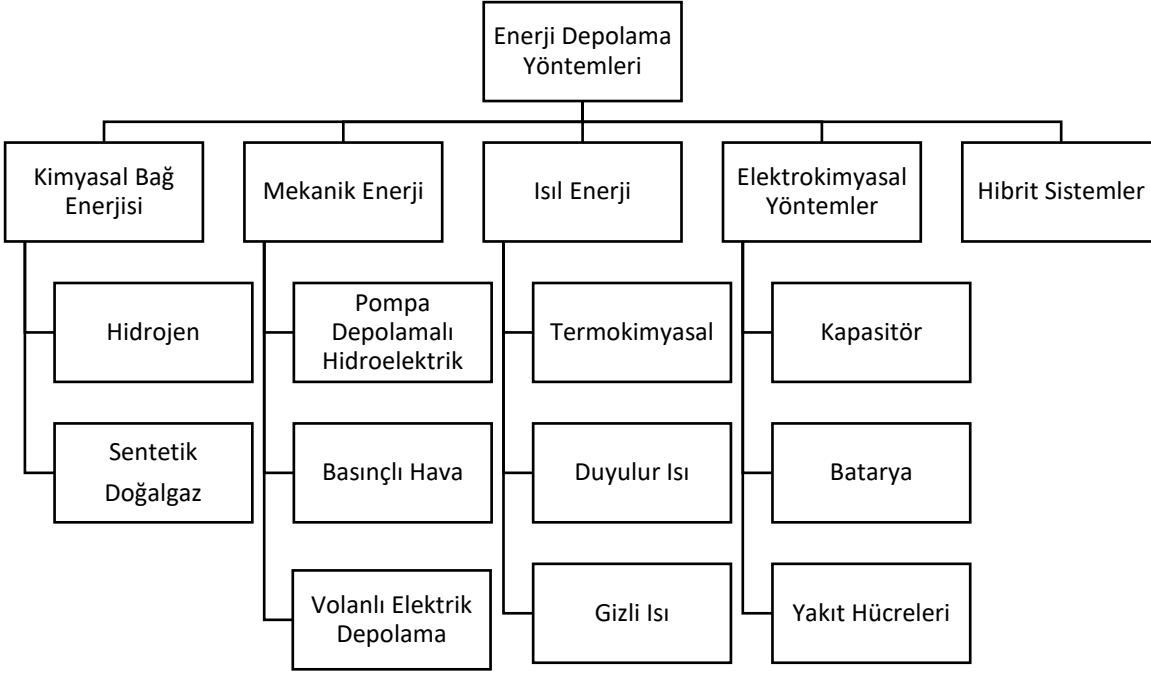 Enerji Depolama
Yöntemleri
Kimyasal Bağ
Enerjisi
Mekanik Enerji
Isıl Enerji
Elektrokimyasal
Yöntemler
Hibrit Sistemler
Hidrojen
Pompa
Depolamalı
Hidroelektrik
Termokimyasal
Kapasitör
Sentetik
Doğalgaz
Basınçlı Hava
Duyulur Isı
Batarya
Volanlı Elektrik
Depolama
Gizli Isı
Yakıt Hücreleri